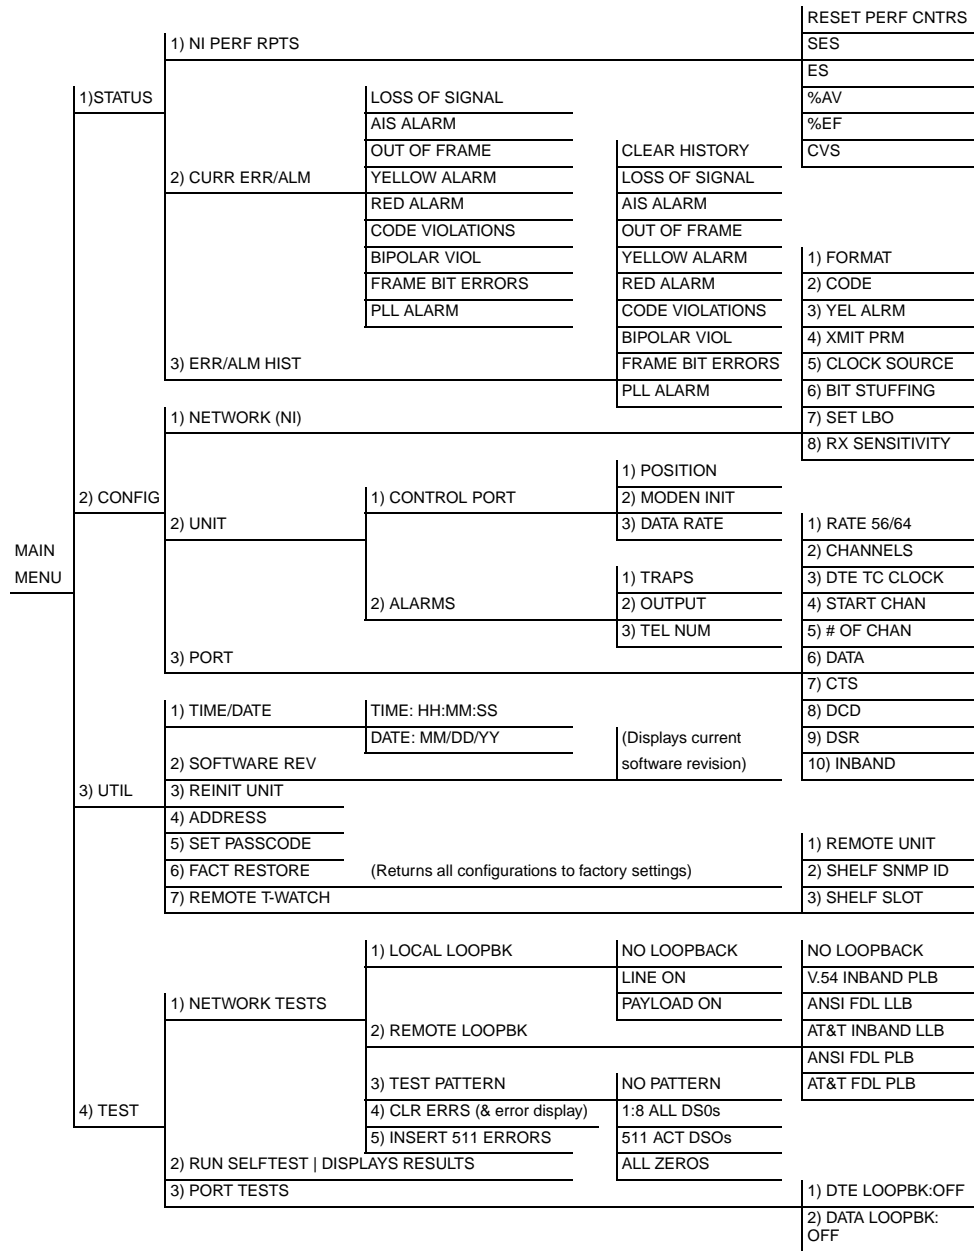 RESET PERF CNTRS
1) NI PERF RPTS
SES
ES
1)STATUS
LOSS OF SIGNAL
%AV
AIS ALARM
%EF
OUT OF FRAME
CLEAR HISTORY
CVS
2) CURR ERR/ALM
YELLOW ALARM
LOSS OF SIGNAL
RED ALARM
AIS ALARM
CODE VIOLATIONS
OUT OF FRAME
BIPOLAR VIOL
YELLOW ALARM
1) FORMAT
FRAME BIT ERRORS
RED ALARM
2) CODE
PLL ALARM
CODE VIOLATIONS
3) YEL ALRM
BIPOLAR VIOL
4) XMIT PRM
3) ERR/ALM HIST
FRAME BIT ERRORS
5) CLOCK SOURCE
PLL ALARM
6) BIT STUFFING
1) NETWORK (NI)
7) SET LBO
8) RX SENSITIVITY
1) POSITION
2) CONFIG
1) CONTROL PORT
2) MODEN INIT
2) UNIT
3) DATA RATE
1) RATE 56/64
MAIN
2) CHANNELS
MENU
1) TRAPS
3) DTE TC CLOCK
2) ALARMS
2) OUTPUT
4) START CHAN
3) TEL NUM
5) # OF CHAN
3) PORT
6) DATA
7) CTS
1) TIME/DATE
TIME: HH:MM:SS
8) DCD
DATE: MM/DD/YY
(Displays current
9) DSR
2) SOFTWARE REV
software revision)
10) INBAND
3) UTIL
3) REINIT UNIT
4) ADDRESS
5) SET PASSCODE
1) REMOTE UNIT
6) FACT RESTORE
(Returns all configurations to factory settings)
2) SHELF SNMP ID
7) REMOTE T-WATCH
3) SHELF SLOT
1) LOCAL LOOPBK
NO LOOPBACK
NO LOOPBACK
LINE ON
V.54 INBAND PLB
1) NETWORK TESTS
PAYLOAD ON
ANSI FDL LLB
2) REMOTE LOOPBK
AT&T INBAND LLB
ANSI FDL PLB
3) TEST PATTERN
NO PATTERN
AT&T FDL PLB
4) TEST
4) CLR ERRS (& error display)
1:8 ALL DS0s
5) INSERT 511 ERRORS
511 ACT DSOs
2) RUN SELFTEST | DISPLAYS RESULTS
ALL ZEROS
3) PORT TESTS
1) DTE LOOPBK:OFF
2) DATA LOOPBK:
OFF